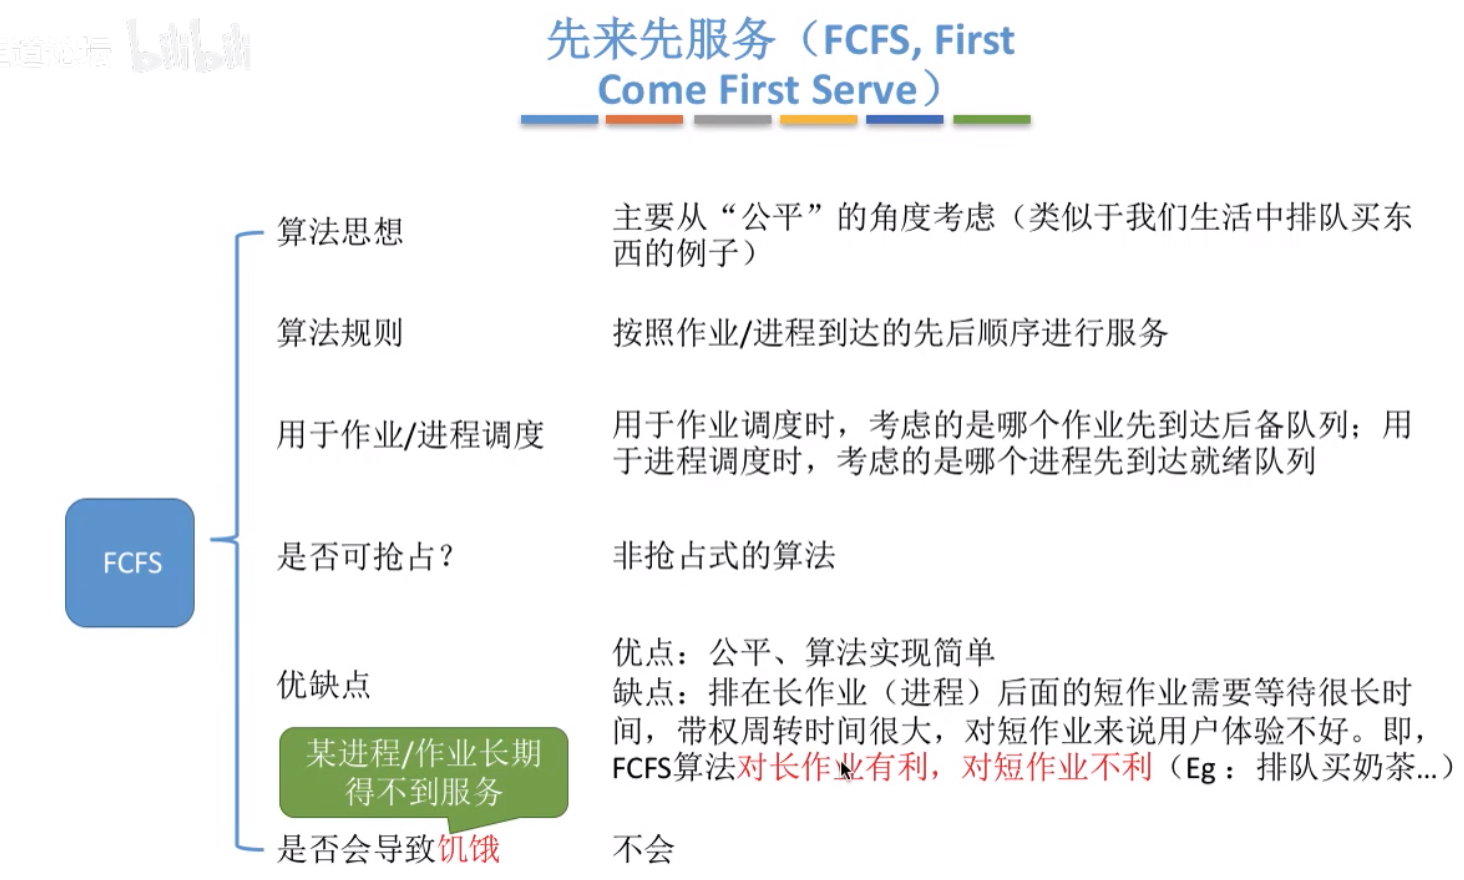 道论坛 bilibili
先来先服务（FCFS, First
Come First Serve）
算法思想
主要从“公平”的角度考虑（类似于我们生活中排队买东
西的例子）
算法规则
按照作业/进程到达的先后顺序进行服务
用于作业/进程调度
用于作业调度时，考虑的是哪个作业先到达后备队列；用
于进程调度时，考虑的是哪个进程先到达就绪队列
FCFS
是否可抢占？
非抢占式的算法
优缺点
优点：公平、算法实现简单
缺点：排在长作业（进程）后面的短作业需要等待很长时
间，带权周转时间很大，对短作业来说用户体验不好。即，
FCFS算法对长作业有利，对短作业不利（Eg：排队买奶茶...）
某进程/作业长期
得不到服务
是否会导致饥饿
不会